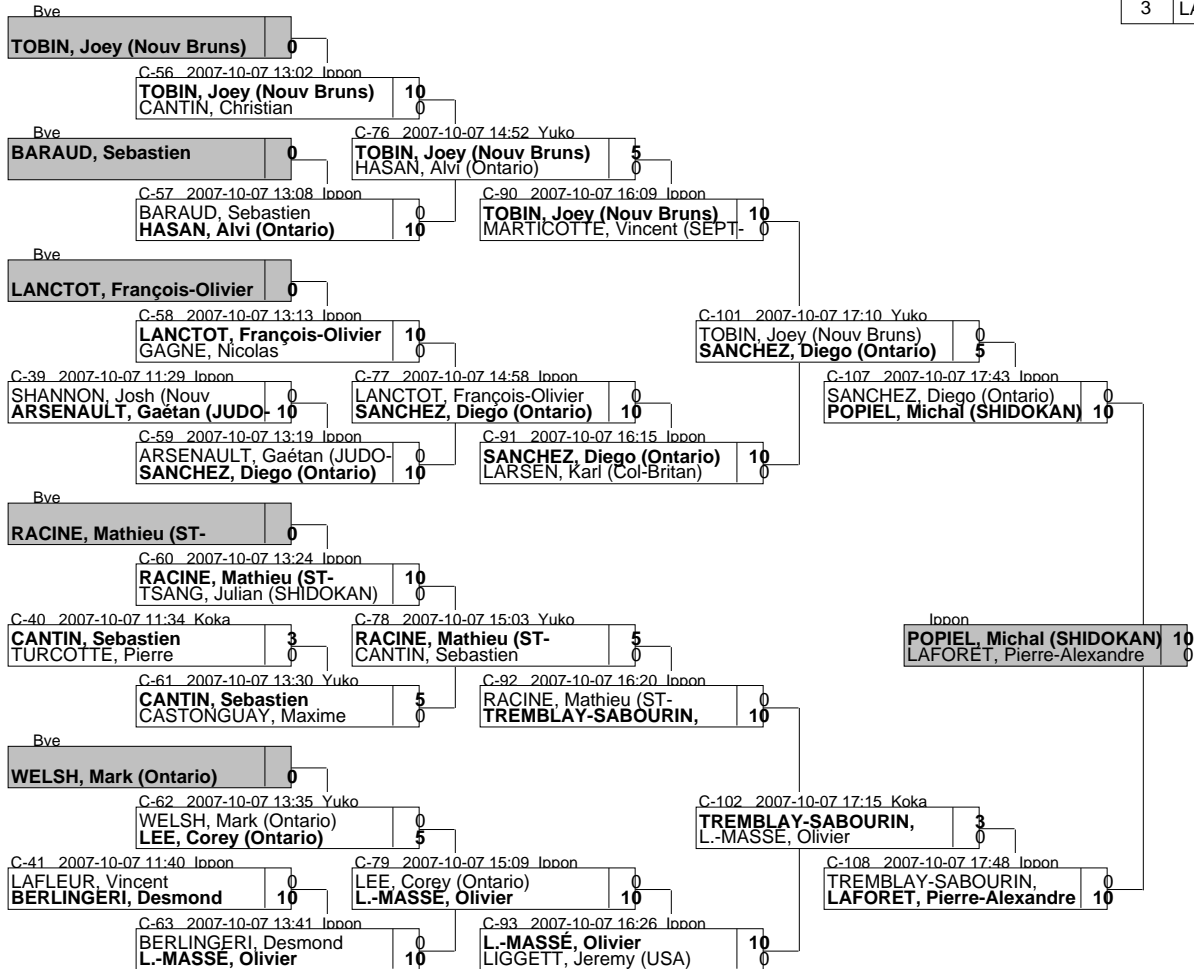 3 LA
Bye
TOBIN, Joey (Nouv Bruns) 0
C-56 2007-10-07 13:02 Ippon
TOBIN, Joey (Nouv Bruns) 10
CANTIN, Christian 0
Bye
BARAUD, Sebastien 0
C-76 2007-10-07 14:52 Yuko
TOBIN, Joey (Nouv Bruns) 5
HASAN, Alvi (Ontario) 0
C-57 2007-10-07 13:08 Ippon
BARAUD, Sebastien 0
HASAN, Alvi (Ontario) 10
C-90 2007-10-07 16:09 Ippon
TOBIN, Joey (Nouv Bruns) 10
MARTICOTTE, Vincent (SEPT- 0
Bye
LANCTOT, François-Olivier 0
C-58 2007-10-07 13:13 Ippon
LANCTOT, François-Olivier 10
GAGNE, Nicolas 0
C-101 2007-10-07 17:10 Yuko
TOBIN, Joey (Nouv Bruns) 0
SANCHEZ, Diego (Ontario) 5
C-39 2007-10-07 11:29 Ippon
SHANNON, Josh (Nouv 0
ARSENAULT, Gaétan (JUDO- 10
C-77 2007-10-07 14:58 Ippon
LANCTOT, François-Olivier 0
SANCHEZ, Diego (Ontario) 10
C-107 2007-10-07 17:43 Ippon
SANCHEZ, Diego (Ontario) 0
POPIEL, Michal (SHIDOKAN) 10
C-59 2007-10-07 13:19 Ippon
ARSENAULT, Gaétan (JUDO- 0
SANCHEZ, Diego (Ontario) 10
C-91 2007-10-07 16:15 Ippon
SANCHEZ, Diego (Ontario) 10
LARSEN, Karl (Col-Britan) 0
Bye
RACINE, Mathieu (ST- 0
C-60 2007-10-07 13:24 Ippon
RACINE, Mathieu (ST- 10
TSANG, Julian (SHIDOKAN) 0
C-40 2007-10-07 11:34 Koka
CANTIN, Sebastien 3
TURCOTTE, Pierre 0
C-78 2007-10-07 15:03 Yuko
RACINE, Mathieu (ST- 5
CANTIN, Sebastien 0
Ippon
POPIEL, Michal (SHIDOKAN) 10
LAFORET, Pierre-Alexandre 0
C-61 2007-10-07 13:30 Yuko
CANTIN, Sebastien 5
CASTONGUAY, Maxime 0
C-92 2007-10-07 16:20 Ippon
RACINE, Mathieu (ST- 0
TREMBLAY-SABOURIN, 10
Bye
WELSH, Mark (Ontario) 0
C-62 2007-10-07 13:35 Yuko
WELSH, Mark (Ontario) 0
LEE, Corey (Ontario) 5
C-102 2007-10-07 17:15 Koka
TREMBLAY-SABOURIN, 3
L.-MASSÉ, Olivier 0
C-41 2007-10-07 11:40 Ippon
LAFLEUR, Vincent 0
BERLINGERI, Desmond 10
C-79 2007-10-07 15:09 Ippon
LEE, Corey (Ontario) 0
L.-MASSÉ, Olivier 10
C-108 2007-10-07 17:48 Ippon
TREMBLAY-SABOURIN, 0
LAFORET, Pierre-Alexandre 10
C-63 2007-10-07 13:41 Ippon
BERLINGERI, Desmond 0
L.-MASSÉ, Olivier 10
C-93 2007-10-07 16:26 Ippon
L.-MASSÉ, Olivier 10
LIGGETT, Jeremy (USA) 0